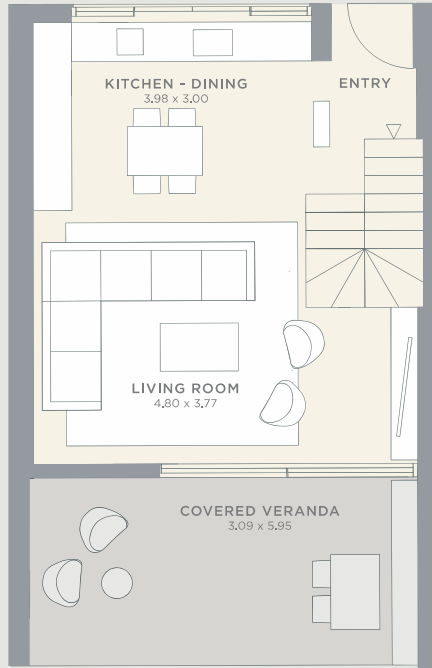 KITCHEN - DINING
3.98 x 3.00
ENTRY
LIVING ROOM
4.80 x 3.77
COVERED VERANDA
3.09 x 5.95